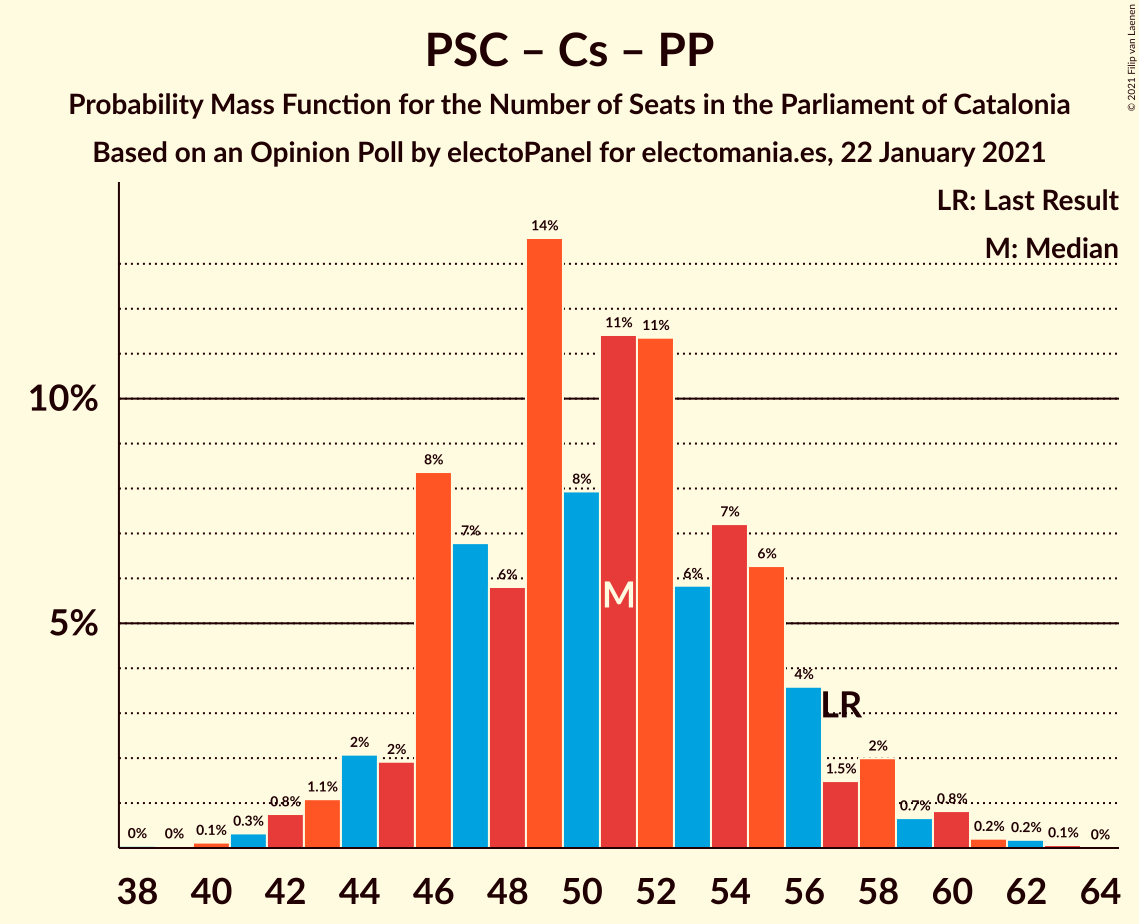 PSC – Cs – PP
Probability Mass Function for the Number of Seats in the Parliament of Catalonia
Based on an Opinion Poll by electoPanel for electomania.es, 22 January 2021
© 2021 Filip van Laenen
LR: Last Result
M: Median
10%
5%
0% 0% 0.1% 0.3% 0.8% 1.1% 2% 2% 8% 7% 6% 14% 8% 11% 11% 6% 7% 6% 4% 1.5% 2% 0.7% 0.8% 0.2% 0.2% 0.1% 0%
M
LR
38 40 42 44 46 48 50 52 54 56 58 60 62 64